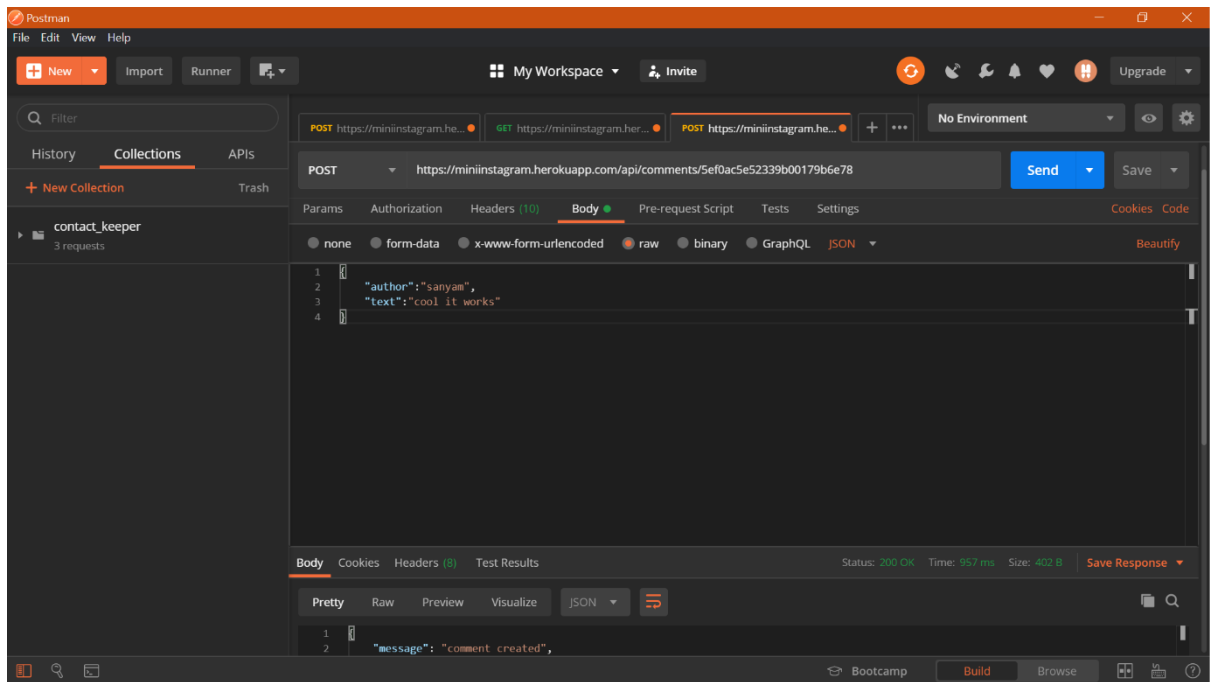 Postman
File Edit View Help
New Import Runner My Workspace Invite Upgrade
Filter
History Collections APIs
+ New Collection Trash
contact_keeper
3 requests
POST https://miniinstagram.he... GET https://miniinstagram.her... POST https://miniinstagram.he... + ••• No Environment
POST https://miniinstagram.herokuapp.com/api/comments/5ef0ac5e52339b00179b6e78 Send Save
Params Authorization Headers (10) Body Pre-request Script Tests Settings Cookies Code
none form-data x-www-form-urlencoded raw binary GraphQL JSON Beautify
1 {
2 "author":"sanyam",
3 "text":"cool it works"
4 }
Body Cookies Headers (8) Test Results Status: 200 OK Time: 957 ms Size: 402 B Save Response
Pretty Raw Preview Visualize JSON
1 {
2 "message": "comment created",
Bootcamp Build Browse